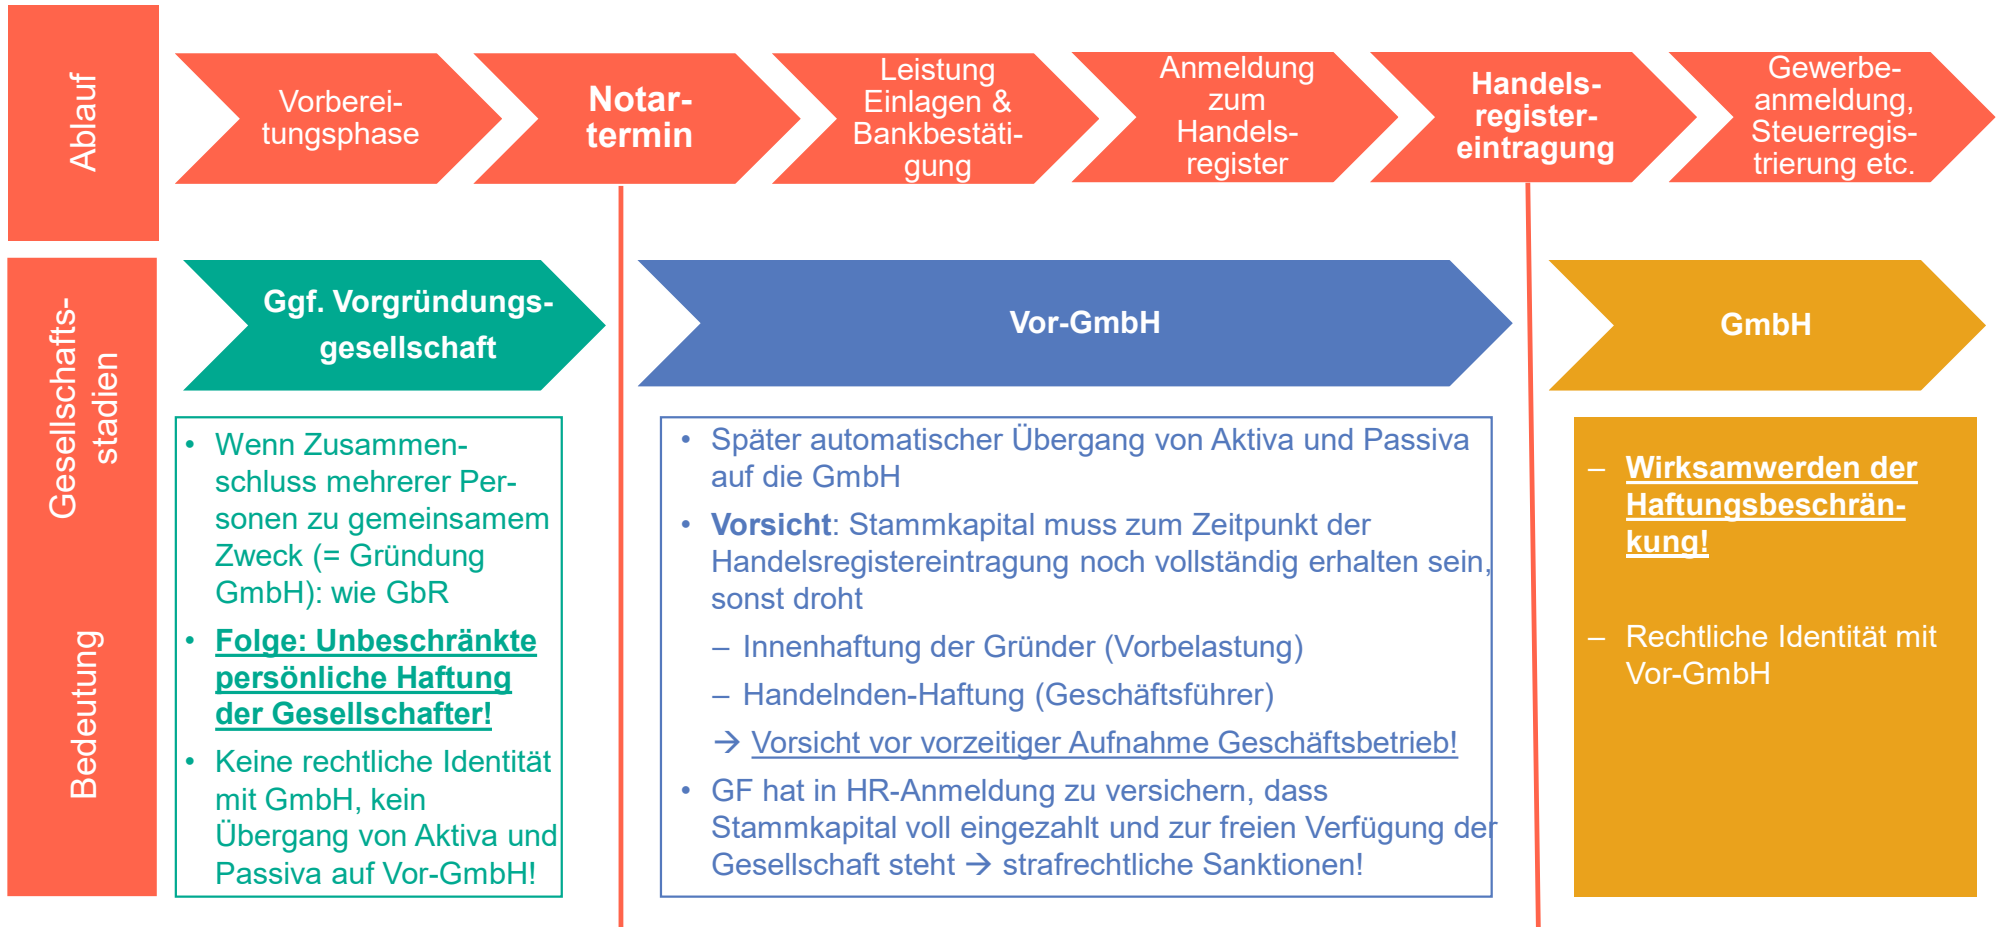 Ablauf
Vorberei-
tungsphase
Notar-
termin
Leistung
Einlagen &
Bankbestäti-
gung
Anmeldung
zum
Handels-
register
Handels-
register-
eintragung
Gewerbe-
anmeldung,
Steuerregis-
trierung etc.
Gesellschafts-
stadien
Ggf. Vorgründungs-
gesellschaft
Vor-GmbH
GmbH
Bedeutung
• Wenn Zusammen-
schluss mehrerer Per-
sonen zu gemeinsamem
Zweck (= Gründung
GmbH): wie GbR
• Folge: Unbeschränkte
persönliche Haftung
der Gesellschafter!
• Keine rechtliche Identität
mit GmbH, kein
Übergang von Aktiva und
Passiva auf Vor-GmbH!
• Später automatischer Übergang von Aktiva und Passiva
auf die GmbH
• Vorsicht: Stammkapital muss zum Zeitpunkt der
Handelsregistereintragung noch vollständig erhalten sein,
sonst droht
– Innenhaftung der Gründer (Vorbelastung)
– Handelnden-Haftung (Geschäftsführer)
→ Vorsicht vor vorzeitiger Aufnahme Geschäftsbetrieb!
• GF hat in HR-Anmeldung zu versichern, dass
Stammkapital voll eingezahlt und zur freien Verfügung der
Gesellschaft steht → strafrechtliche Sanktionen!
– Wirksamwerden der
Haftungsbeschrän-
kung!
– Rechtliche Identität mit
Vor-GmbH